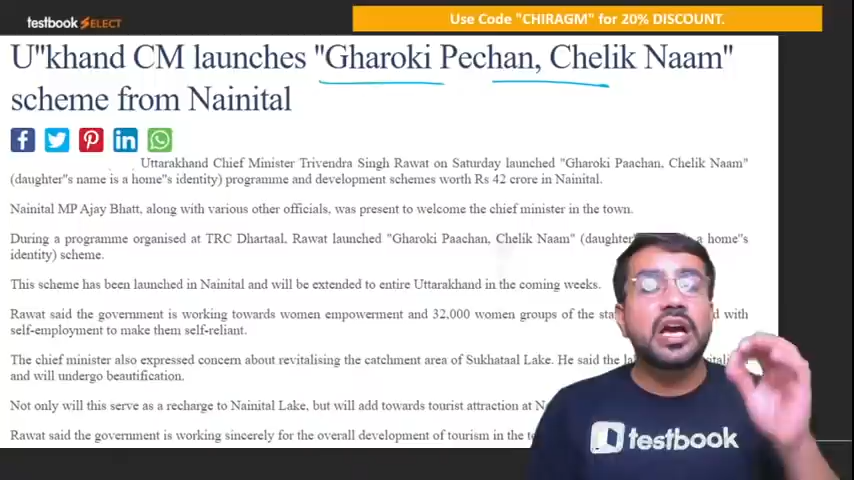 testbook SELECT
Use Code "CHIRAGM" for 20% DISCOUNT.
U"khand CM launches "Gharoki Pechan, Chelik Naam"
scheme from Nainital
Uttarakhand Chief Minister Trivendra Singh Rawat on Saturday launched "Gharoki Paachan, Chelik Naam"
(daughter"s name is a home"s identity) programme and development schemes worth Rs 42 crore in Nainital.
Nainital MP Ajay Bhatt, along with various other officials, was present to welcome the chief minister in the town.
During a programme organised at TRC Dhartaal, Rawat launched "Gharoki Paachan, Chelik Naam" (daughter" a home"s
identity) scheme.
This scheme has been launched in Nainital and will be extended to entire Uttarakhand in the coming weeks.
Rawat said the government is working towards women empowerment and 32,000 women groups of the with
self-employment to make them self-reliant.
The chief minister also expressed concern about revitalising the catchment area of Sukhataal Lake. He said the
and will undergo beautification.
Not only will this serve as a recharge to Nainital Lake, but will add towards tourist attraction at
Rawat said the government is working sincerely for the overall development of tourism in the
testbook